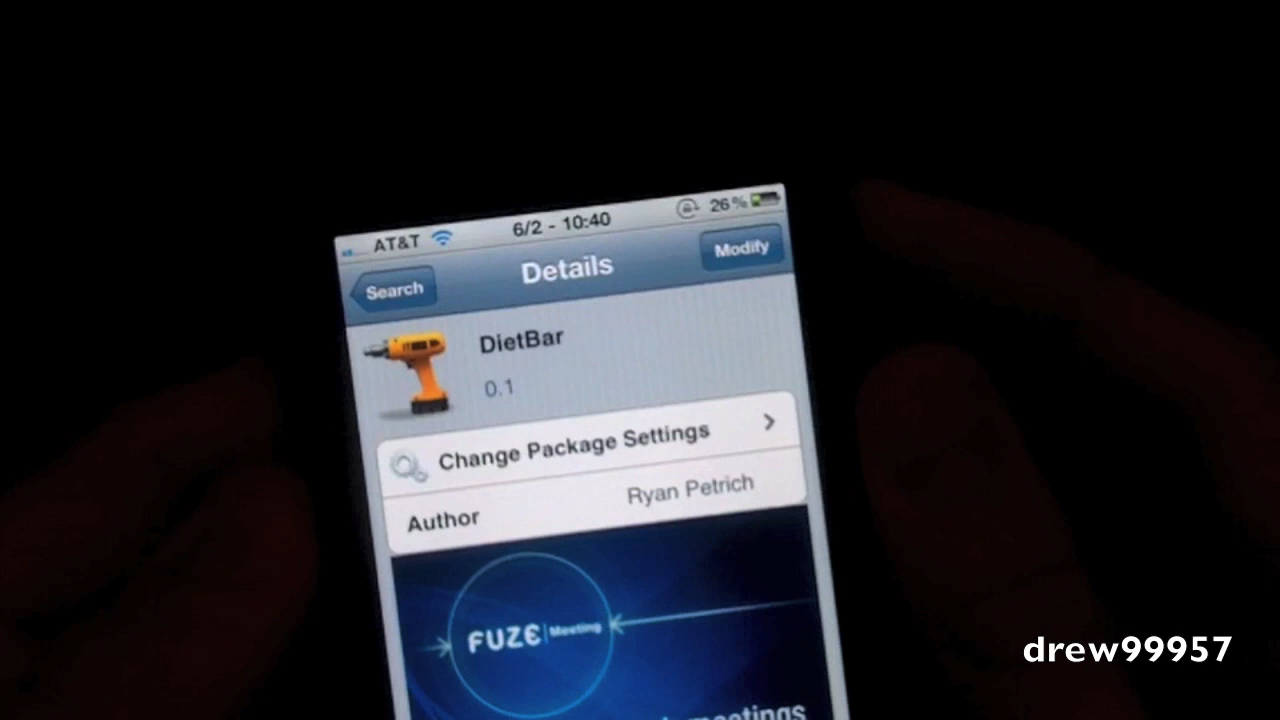 AT&T 6/2 - 10:40 26%
Search Details Modify
DietBar
0.1
Change Package Settings
Author Ryan Petrich
FUZE Meeting
meetings
drew99957